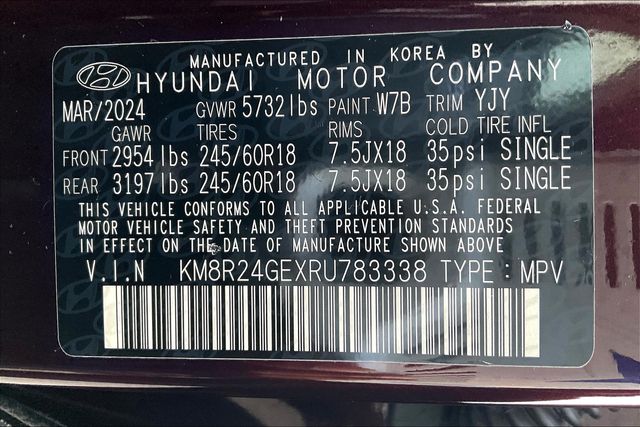 MANUFACTURED IN KOREA BY
HYUNDAI MOTOR COMPANY
MAR/2024 GVWR 5732lbs PAINT W7B TRIM YJY
GAWR TIRES RIMS COLD TIRE INFL
FRONT 2954lbs 245/60R18 7.5JX18 35psi SINGLE
REAR 3197lbs 245/60R18 7.5JX18 35psi SINGLE
THIS VEHICLE CONFORMS TO ALL APPLICABLE U.S.A. FEDERAL
MOTOR VEHICLE SAFETY AND THEFT PREVENTION STANDARDS
IN EFFECT ON THE DATE OF MANUFACTURE SHOWN ABOVE
V.I.N KM8R24GEXRU783338 TYPE : MPV